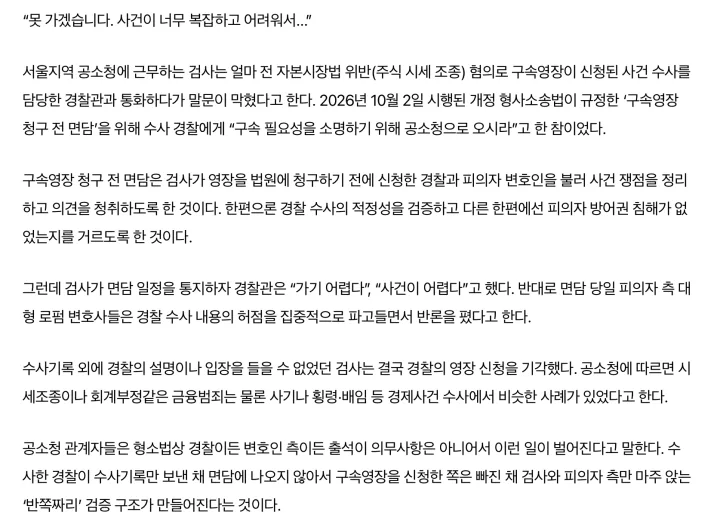 “못 가겠습니다. 사건이 너무 복잡하고 어려워서...”
서울지역 공소청에 근무하는 검사는 얼마 전 자본시장법 위반(주식 시세 조종) 혐의로 구속영장이 신청된 사건 수사를
담당한 경찰관과 통화하다가 말문이 막혔다고 한다. 2026년 10월 2일 시행된 개정 형사소송법이 규정한 ‘구속영장
청구 전 면담’을 위해 수사 경찰에게 “구속 필요성을 소명하기 위해 공소청으로 오시라”고 한 참이었다.
구속영장 청구 전 면담은 검사가 영장을 법원에 청구하기 전에 신청한 경찰과 피의자 변호인을 불러 사건 쟁점을 정리
하고 의견을 청취하도록 한 것이다. 한편으론 경찰 수사의 적정성을 검증하고 다른 한편에선 피의자 방어권 침해가 없
었는지를 거르도록 한 것이다.
그런데 검사가 면담 일정을 통지하자 경찰관은 “가기 어렵다”, “사건이 어렵다”고 했다. 반대로 면담 당일 피의자 측 대
형 로펌 변호사들은 경찰 수사 내용의 허점을 집중적으로 파고들면서 반론을 폈다고 한다.
수사기록 외에 경찰의 설명이나 입장을 들을 수 없었던 검사는 결국 경찰의 영장 신청을 기각했다. 공소청에 따르면 시
세조종이나 회계부정같은 금융범죄는 물론 사기나 횡령·배임 등 경제사건 수사에서 비슷한 사례가 있었다고 한다.
공소청 관계자들은 형소법상 경찰이든 변호인 측이든 출석이 의무사항은 아니어서 이런 일이 벌어진다고 말한다. 수
사한 경찰이 수사기록만 보낸 채 면담에 나오지 않아서 구속영장을 신청한 쪽은 빠진 채 검사와 피의자 측만 마주 앉는
‘반쪽짜리’ 검증 구조가 만들어진다는 것이다.